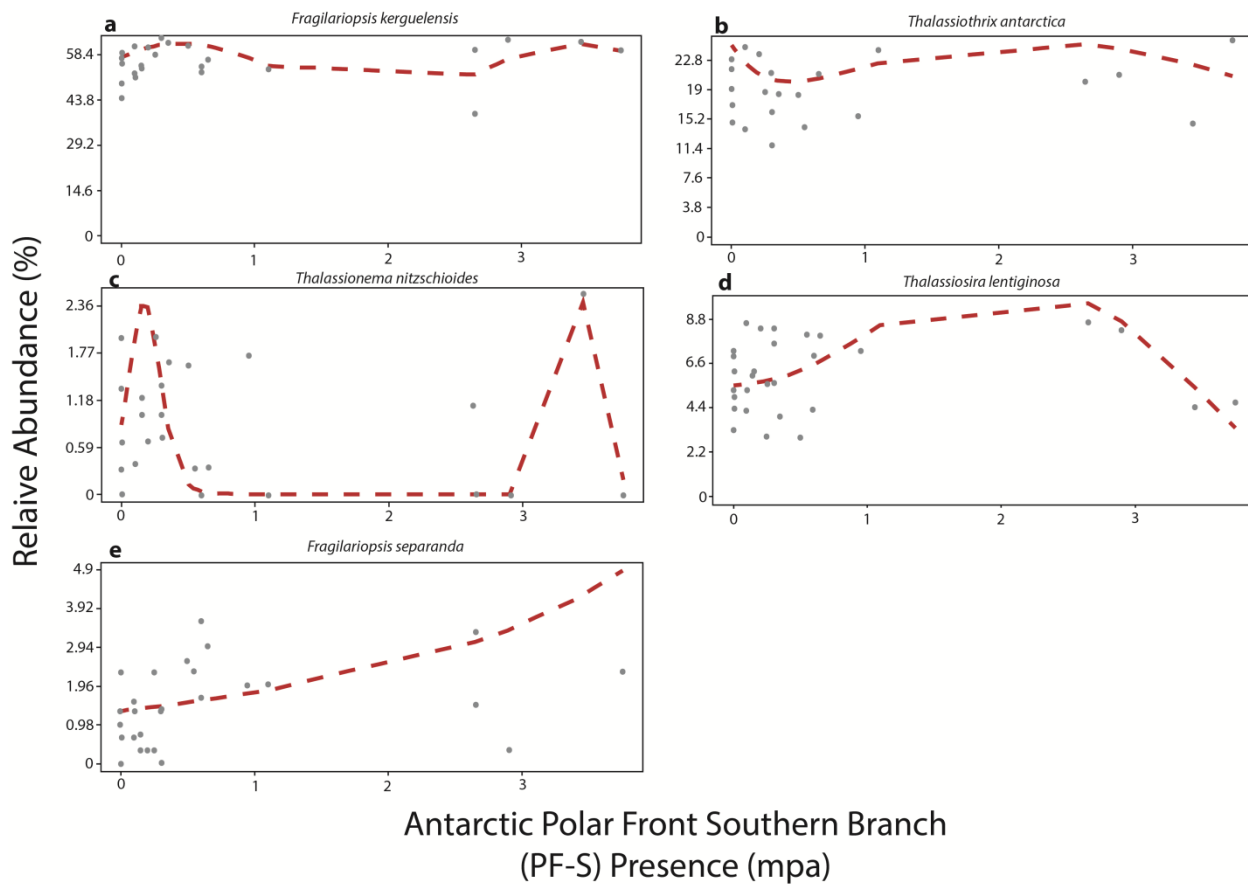 a
Fragilariopsis kerguelensis
58.4
43.8
29.2
14.6
0
0 1 2 3
b
Thalassiothrix antarctica
22.8
19
15.2
11.4
7.6
3.8
0
0 1 2 3
c
Thalassionema nitzschioides
2.36
1.77
1.18
0.59
0
0 1 2 3
d
Thalassiosira lentiginosa
8.8
6.6
4.4
2.2
0
0 1 2 3
e
Fragilariopsis separanda
4.9
3.92
2.94
1.96
0.98
0
0 1 2 3
Relaive Abundance (%)
Antarctic Polar Front Southern Branch
(PF-S) Presence (mpa)